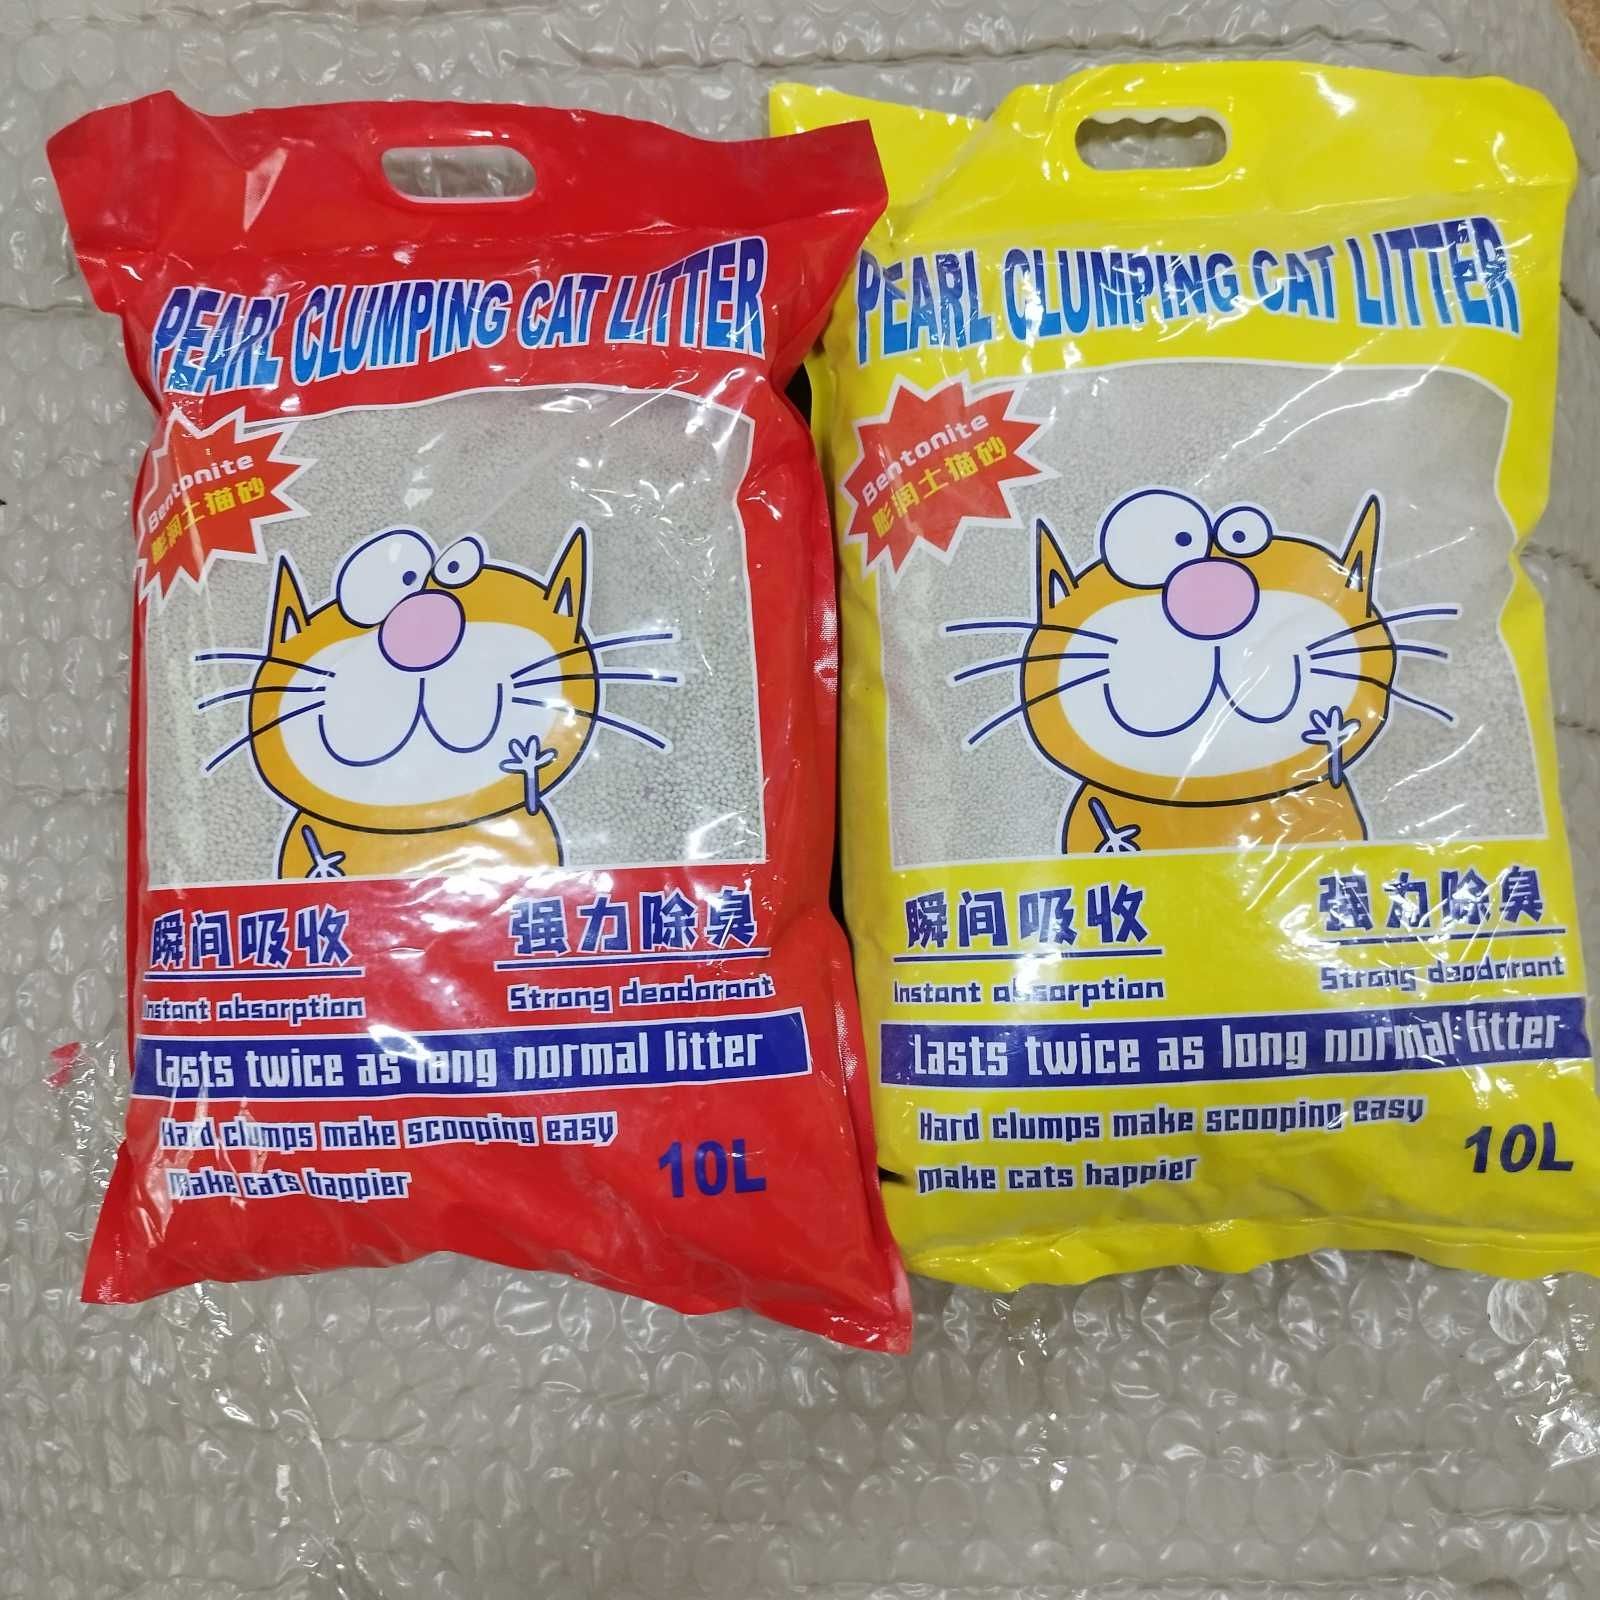 PEARL CLUMPING CAT LITTER
Bentonite
膨润土猫砂
瞬间吸收
强力除臭
Instant absorption
Strong deodorant
Lasts twice as long normal litter
Hard clumps make scooping easy
Make cats happier
10L
PEARL CLUMPING CAT LITTER
Bentonite
膨润土猫砂
瞬间吸收
强力除臭
Instant absorption
Strong deodorant
Lasts twice as long normal litter
Hard clumps make scooping easy
Make cats happier
10L